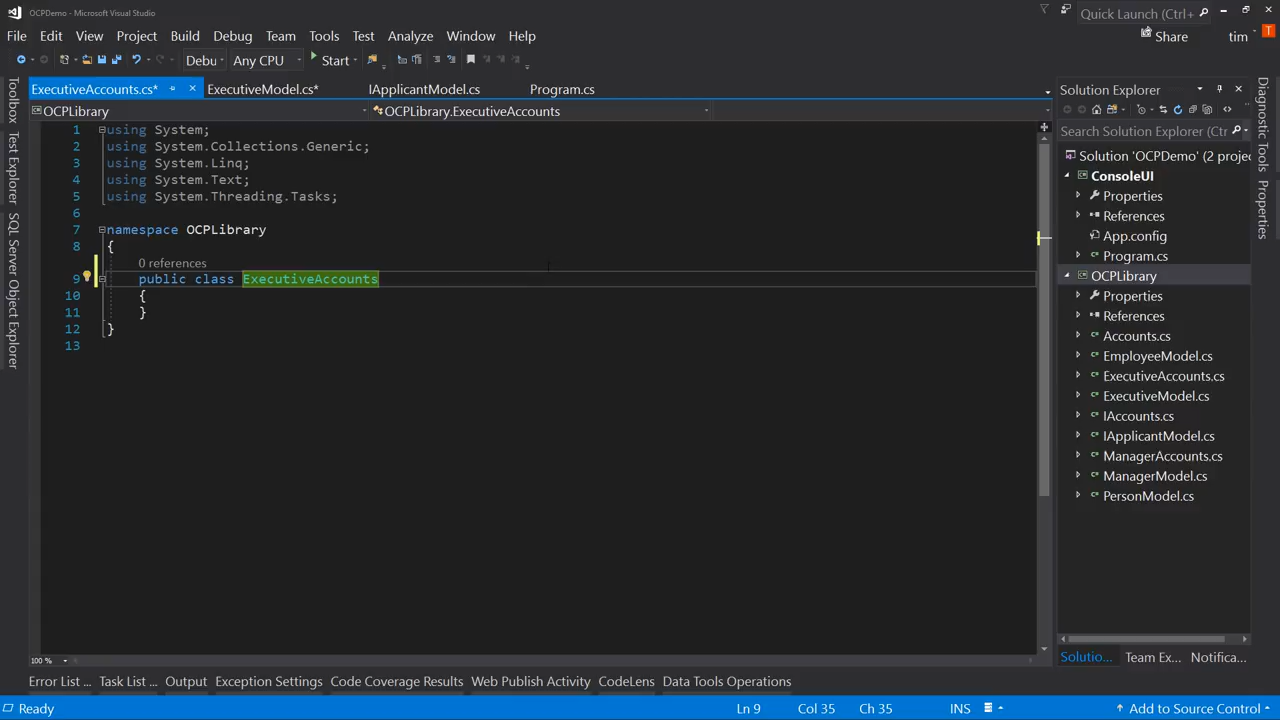 OCPDemo - Microsoft Visual Studio
Quick Launch (Ctrl+
File Edit View Project Build Debug Team Tools Test Analyze Window Help
Share tim T
Debu Any CPU Start
ExecutiveAccounts.cs* ExecutiveModel.cs* IApplicantModel.cs Program.cs
OCPLibrary OCPLibrary.ExecutiveAccounts
1 using System;
2 using System.Collections.Generic;
3 using System.Linq;
4 using System.Text;
5 using System.Threading.Tasks;
6
7 namespace OCPLibrary
8 {
0 references
9 public class ExecutiveAccounts
10 {
11 }
12 }
13
100 %
Toolbox
Test Explorer
SQL Server Object Explorer
Solution Explorer
Search Solution Explorer (Ctr
Solution 'OCPDemo' (2 projec
ConsoleUI
Properties
References
App.config
Program.cs
OCPLibrary
Properties
References
Accounts.cs
EmployeeModel.cs
ExecutiveAccounts.cs
ExecutiveModel.cs
IAccounts.cs
IApplicantModel.cs
ManagerAccounts.cs
ManagerModel.cs
PersonModel.cs
Solutio... Team Ex... Notifica...
Diagnostic Tools
Properties
Error List ... Task List ... Output Exception Settings Code Coverage Results Web Publish Activity CodeLens Data Tools Operations
Ready Ln 9 Col 35 Ch 35 INS Add to Source Control